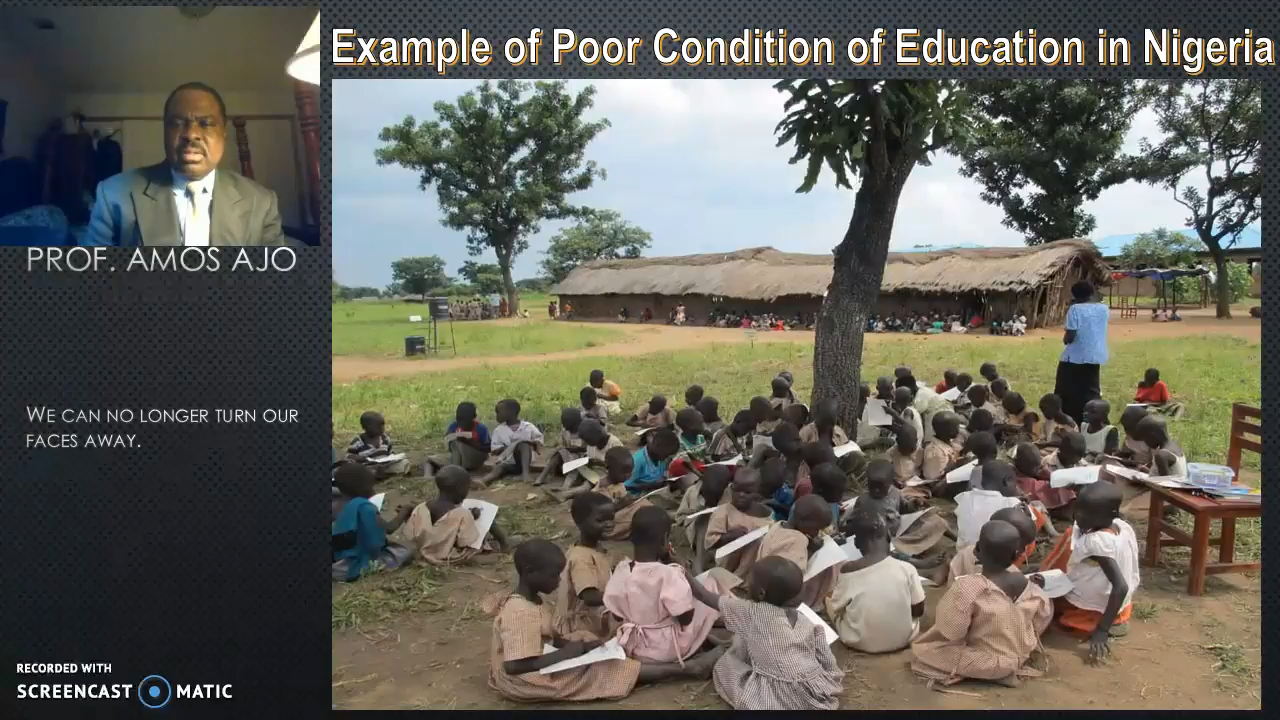 Example of Poor Condition of Education in Nigeria
PROF. AMOS AJO
WE CAN NO LONGER TURN OUR
FACES AWAY.
RECORDED WITH
SCREENCAST MATIC